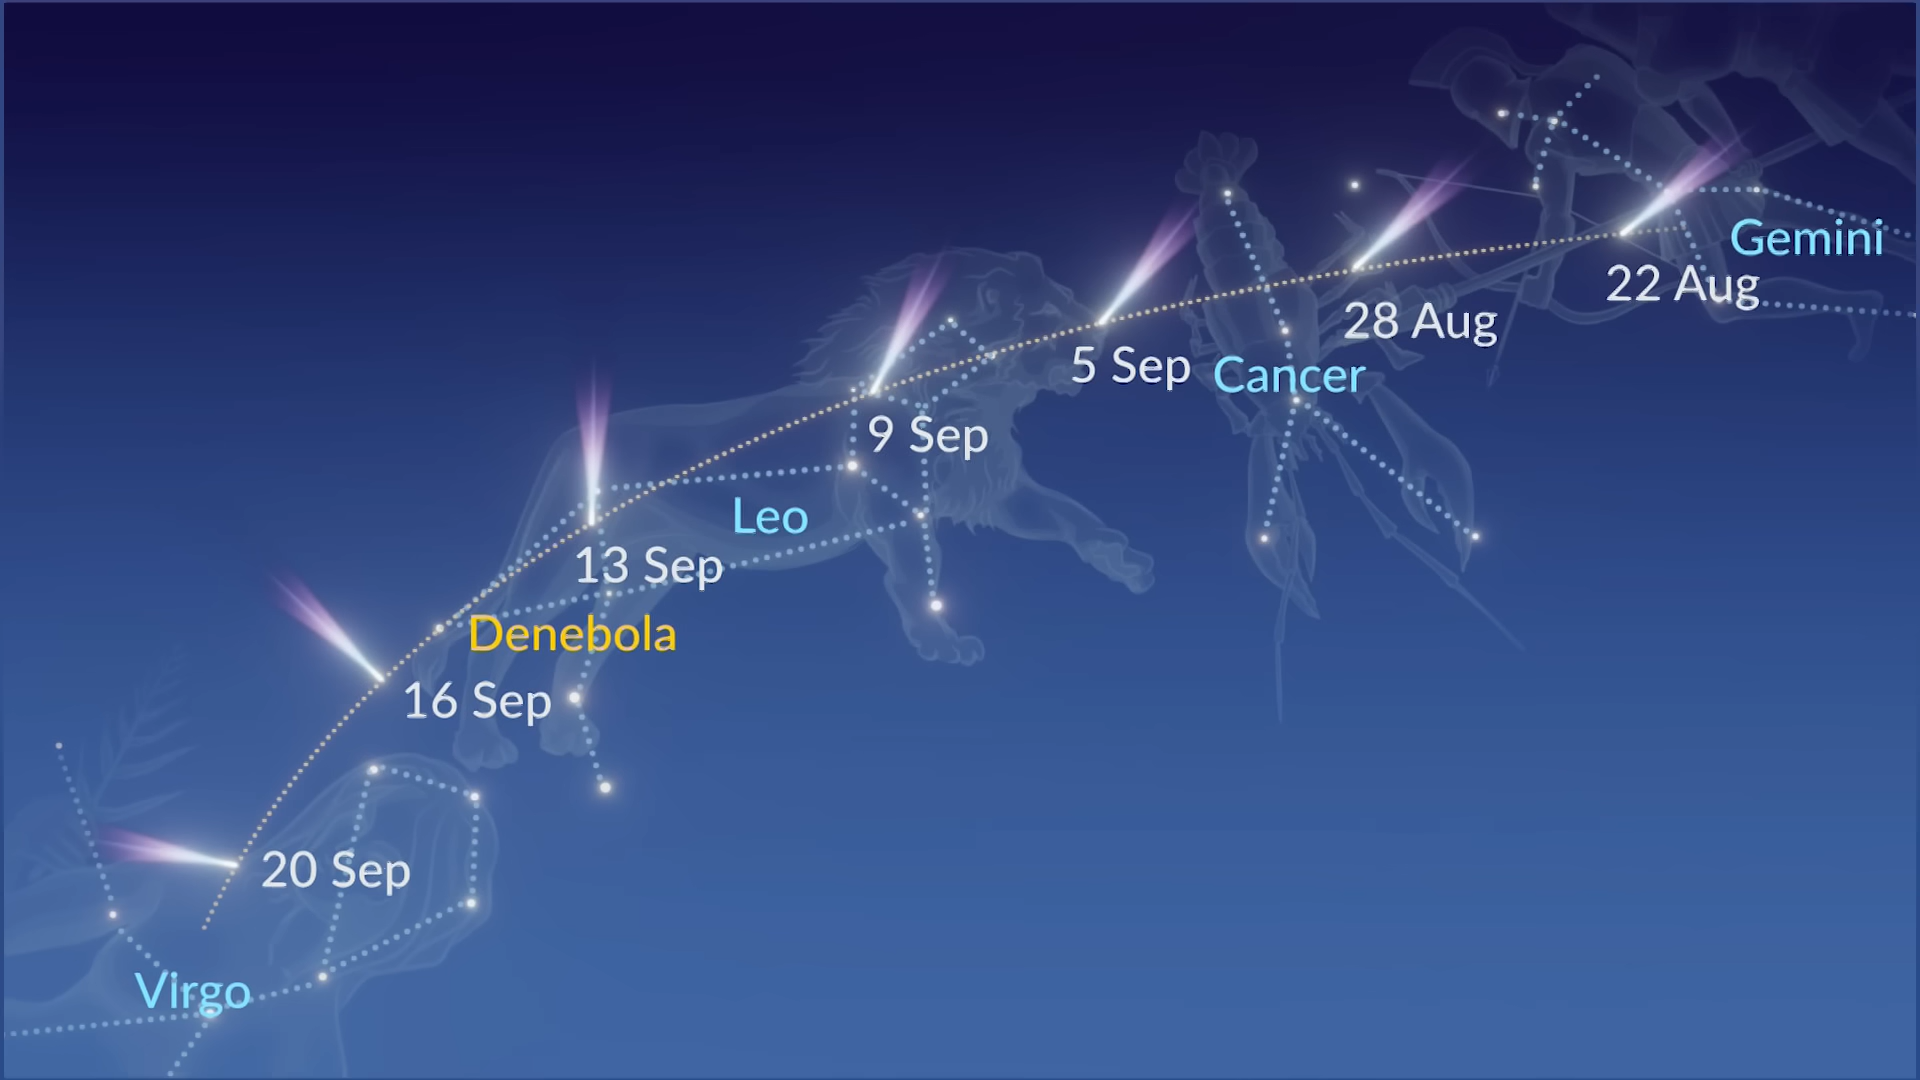 Gemini
22 Aug
28 Aug
5 Sep
Cancer
9 Sep
Leo
13 Sep
Denebola
16 Sep
20 Sep
Virgo